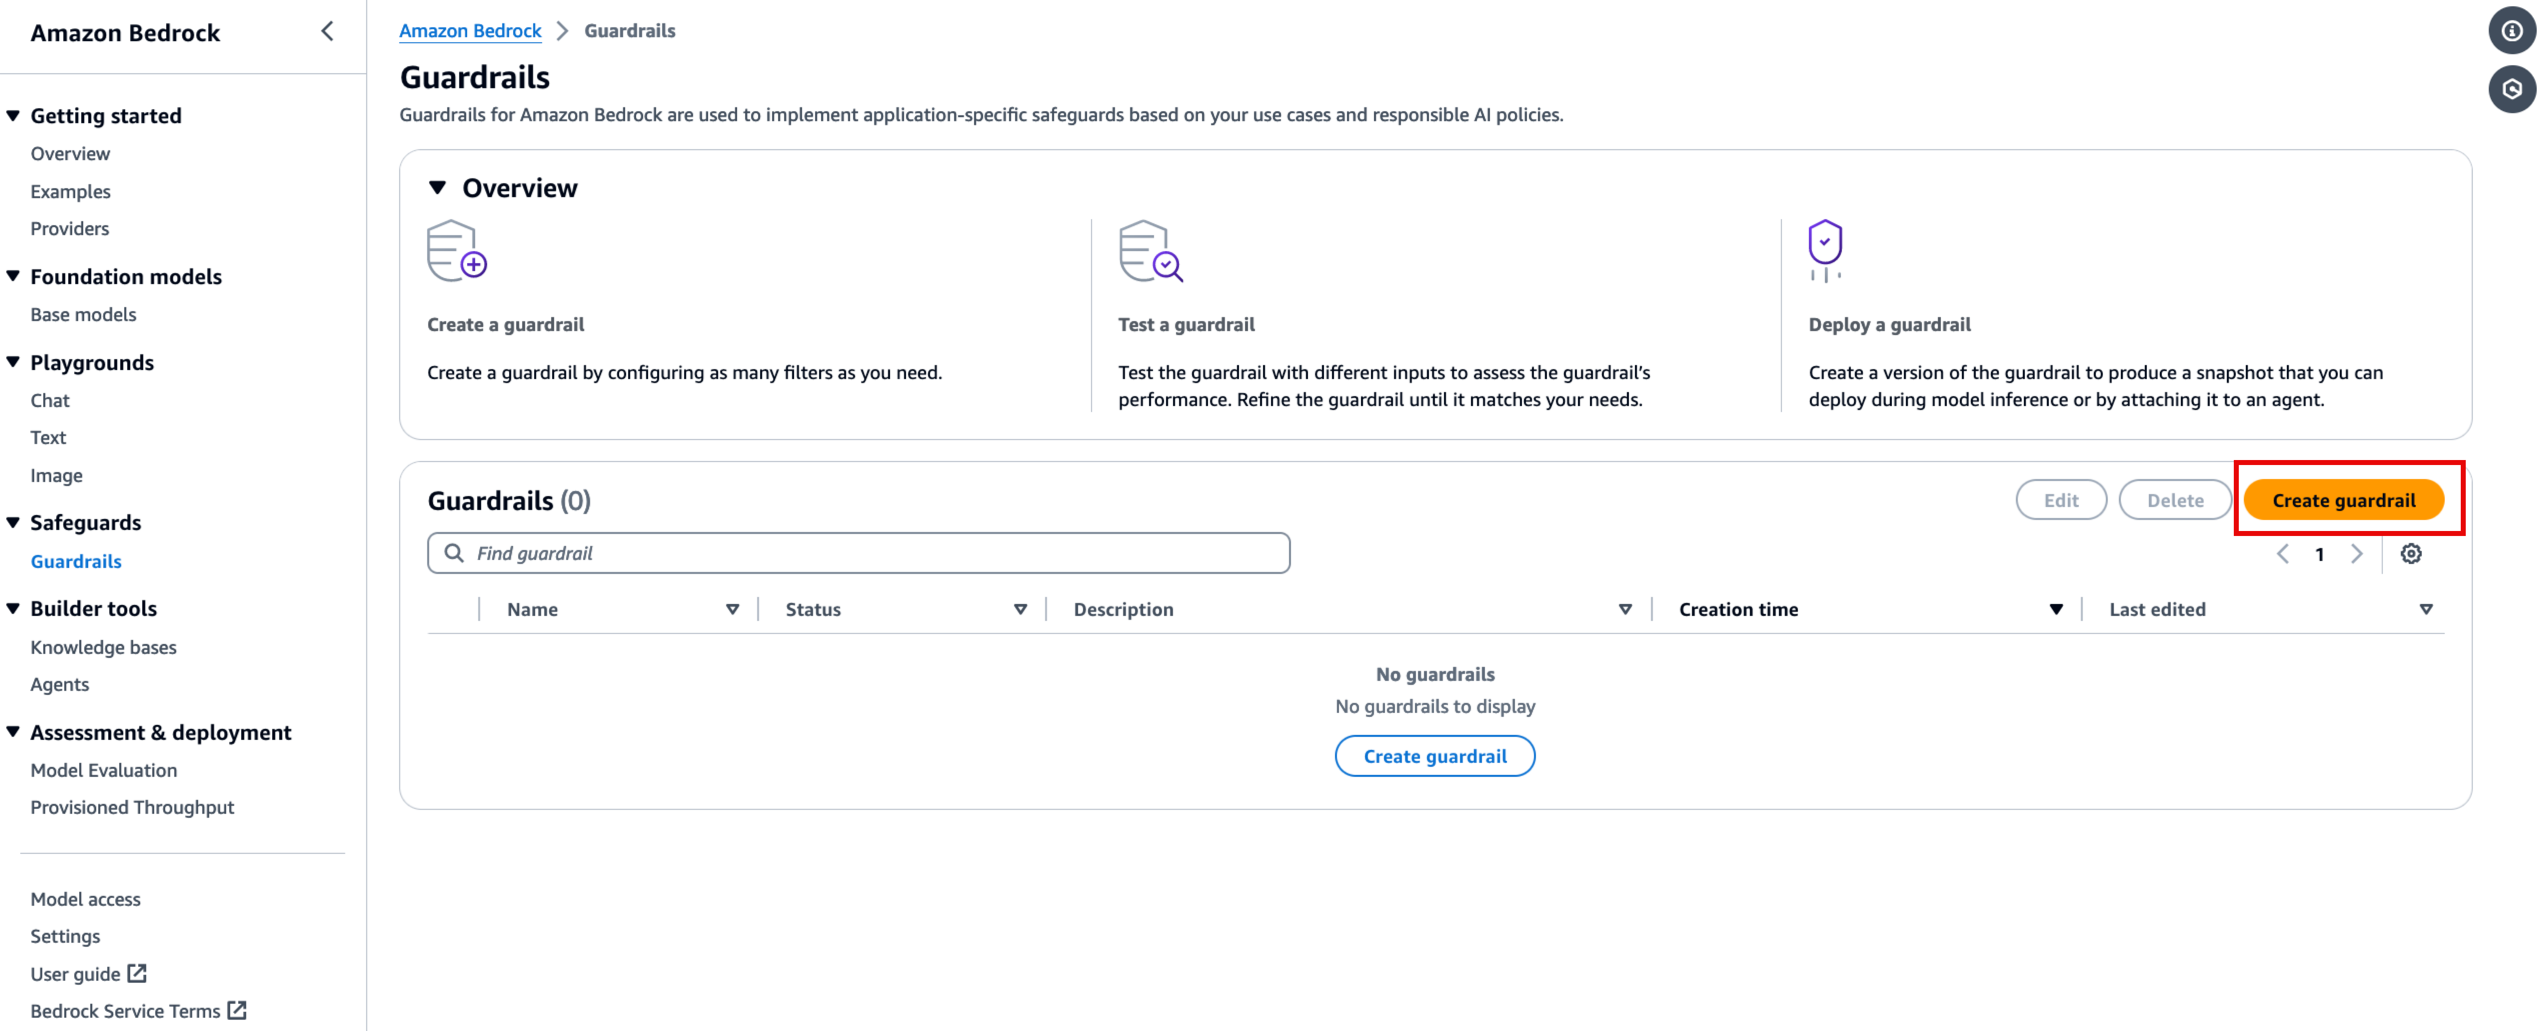 Amazon Bedrock
Getting started
Overview
Examples
Providers
Foundation models
Base models
Playgrounds
Chat
Text
Image
Safeguards
Guardrails
Builder tools
Knowledge bases
Agents
Assessment & deployment
Model Evaluation
Provisioned Throughput
Model access
Settings
User guide
Bedrock Service Terms
Amazon Bedrock > Guardrails
Guardrails
Guardrails for Amazon Bedrock are used to implement application-specific safeguards based on your use cases and responsible AI policies.
Overview
Create a guardrail
Create a guardrail by configuring as many filters as you need.
Test a guardrail
Test the guardrail with different inputs to assess the guardrail's
performance. Refine the guardrail until it matches your needs.
Deploy a guardrail
Create a version of the guardrail to produce a snapshot that you can
deploy during model inference or by attaching it to an agent.
Guardrails (0)
Edit Delete Create guardrail
Find guardrail
1
Name Status Description Creation time Last edited
No guardrails
No guardrails to display
Create guardrail